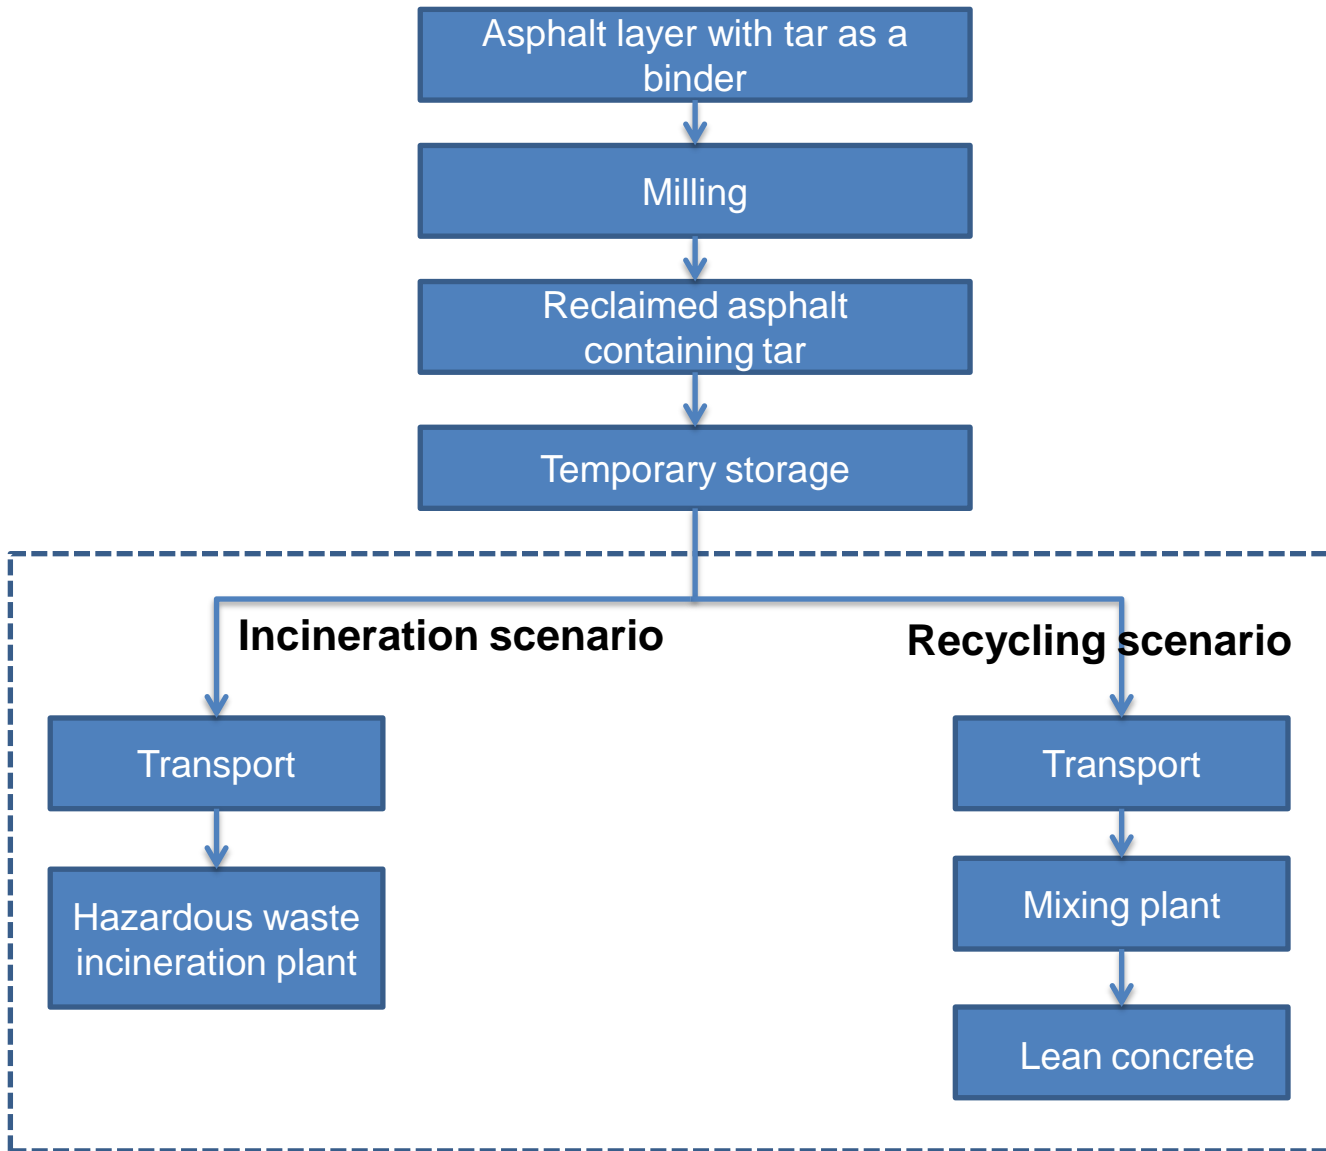 Asphalt layer with tar as a
binder
Milling
Reclaimed asphalt
containing tar
Temporary storage
Incineration scenario
Recycling scenario
Transport
Transport
Hazardous waste
incineration plant
Mixing plant
Lean concrete